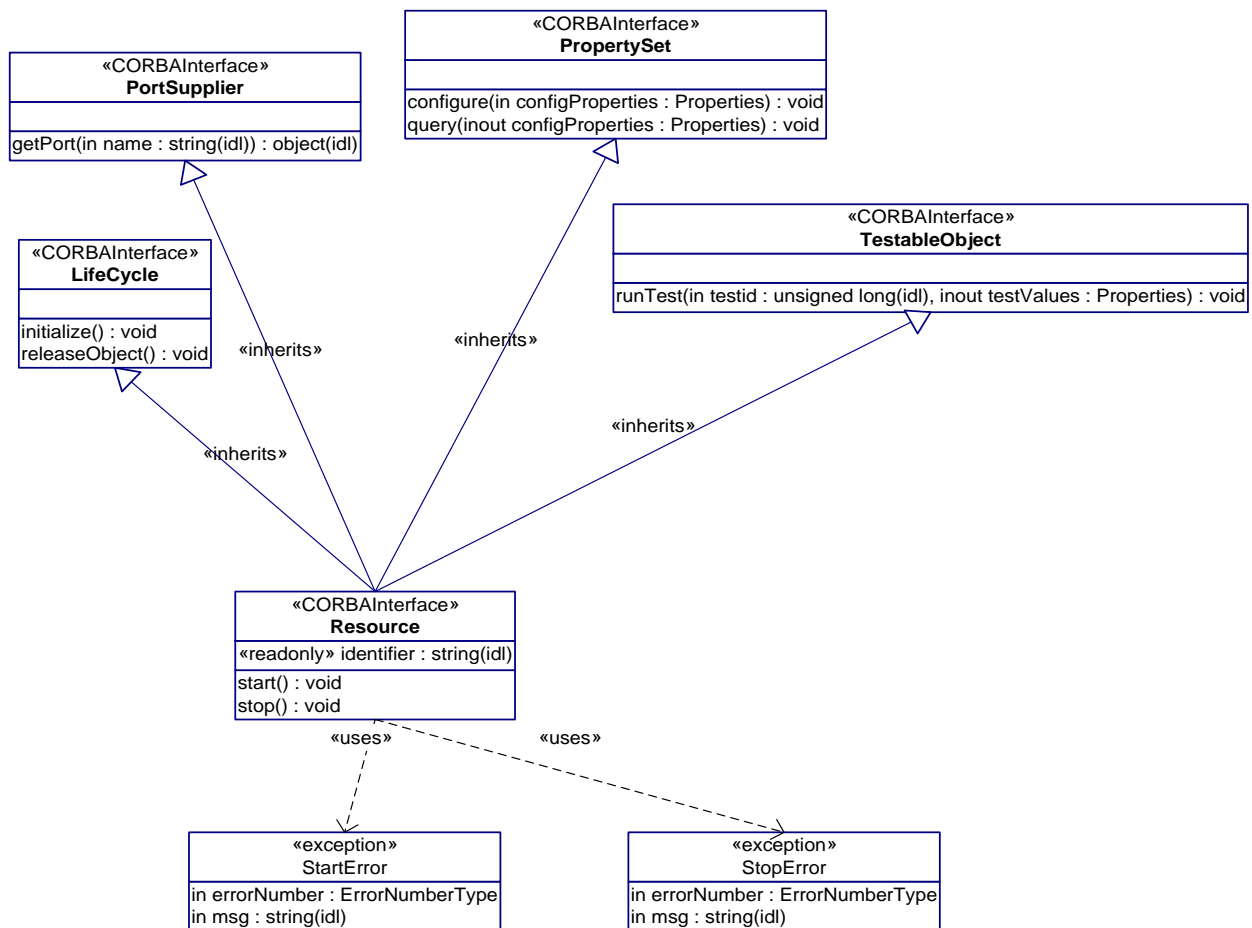 «CORBAInterface»
PropertySet
configure(in configProperties : Properties) : void
query(inout configProperties : Properties) : void
«CORBAInterface»
PortSupplier
getPort(in name : string(idl)) : object(idl)
«CORBAInterface»
TestableObject
runTest(in testid : unsigned long(idl), inout testValues : Properties) : void
«CORBAInterface»
LifeCycle
initialize() : void
releaseObject() : void
«inherits»
«inherits»
«inherits»
«inherits»
«CORBAInterface»
Resource
«readonly» identifier : string(idl)
start() : void
stop() : void
«uses»
«uses»
«exception»
StartError
in errorNumber : ErrorNumberType
in msg : string(idl)
«exception»
StopError
in errorNumber : ErrorNumberType
in msg : string(idl)